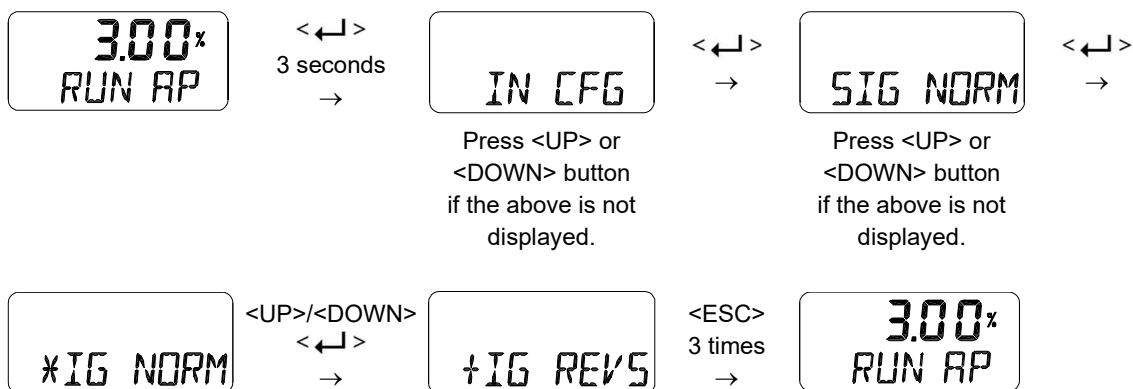 3.00%
RUN AP
<↵>
3 seconds
→
IN CFG
Press <UP> or
<DOWN> button
if the above is not
displayed.
<↵>
→
SIG NORM
Press <UP> or
<DOWN> button
if the above is not
displayed.
<↵>
→
*IG NORM
<UP>/<DOWN>
<↵>
→
+IG REVS
<ESC>
3 times
→
3.00%
RUN AP